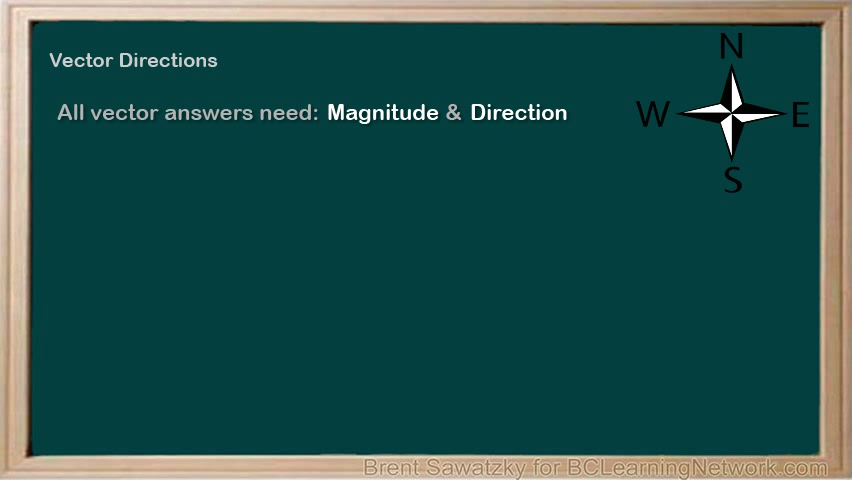 Vector Directions
All vector answers need: Magnitude & Direction
N
W E
S
Brent Sawatzky for BCLearningNetwork.com